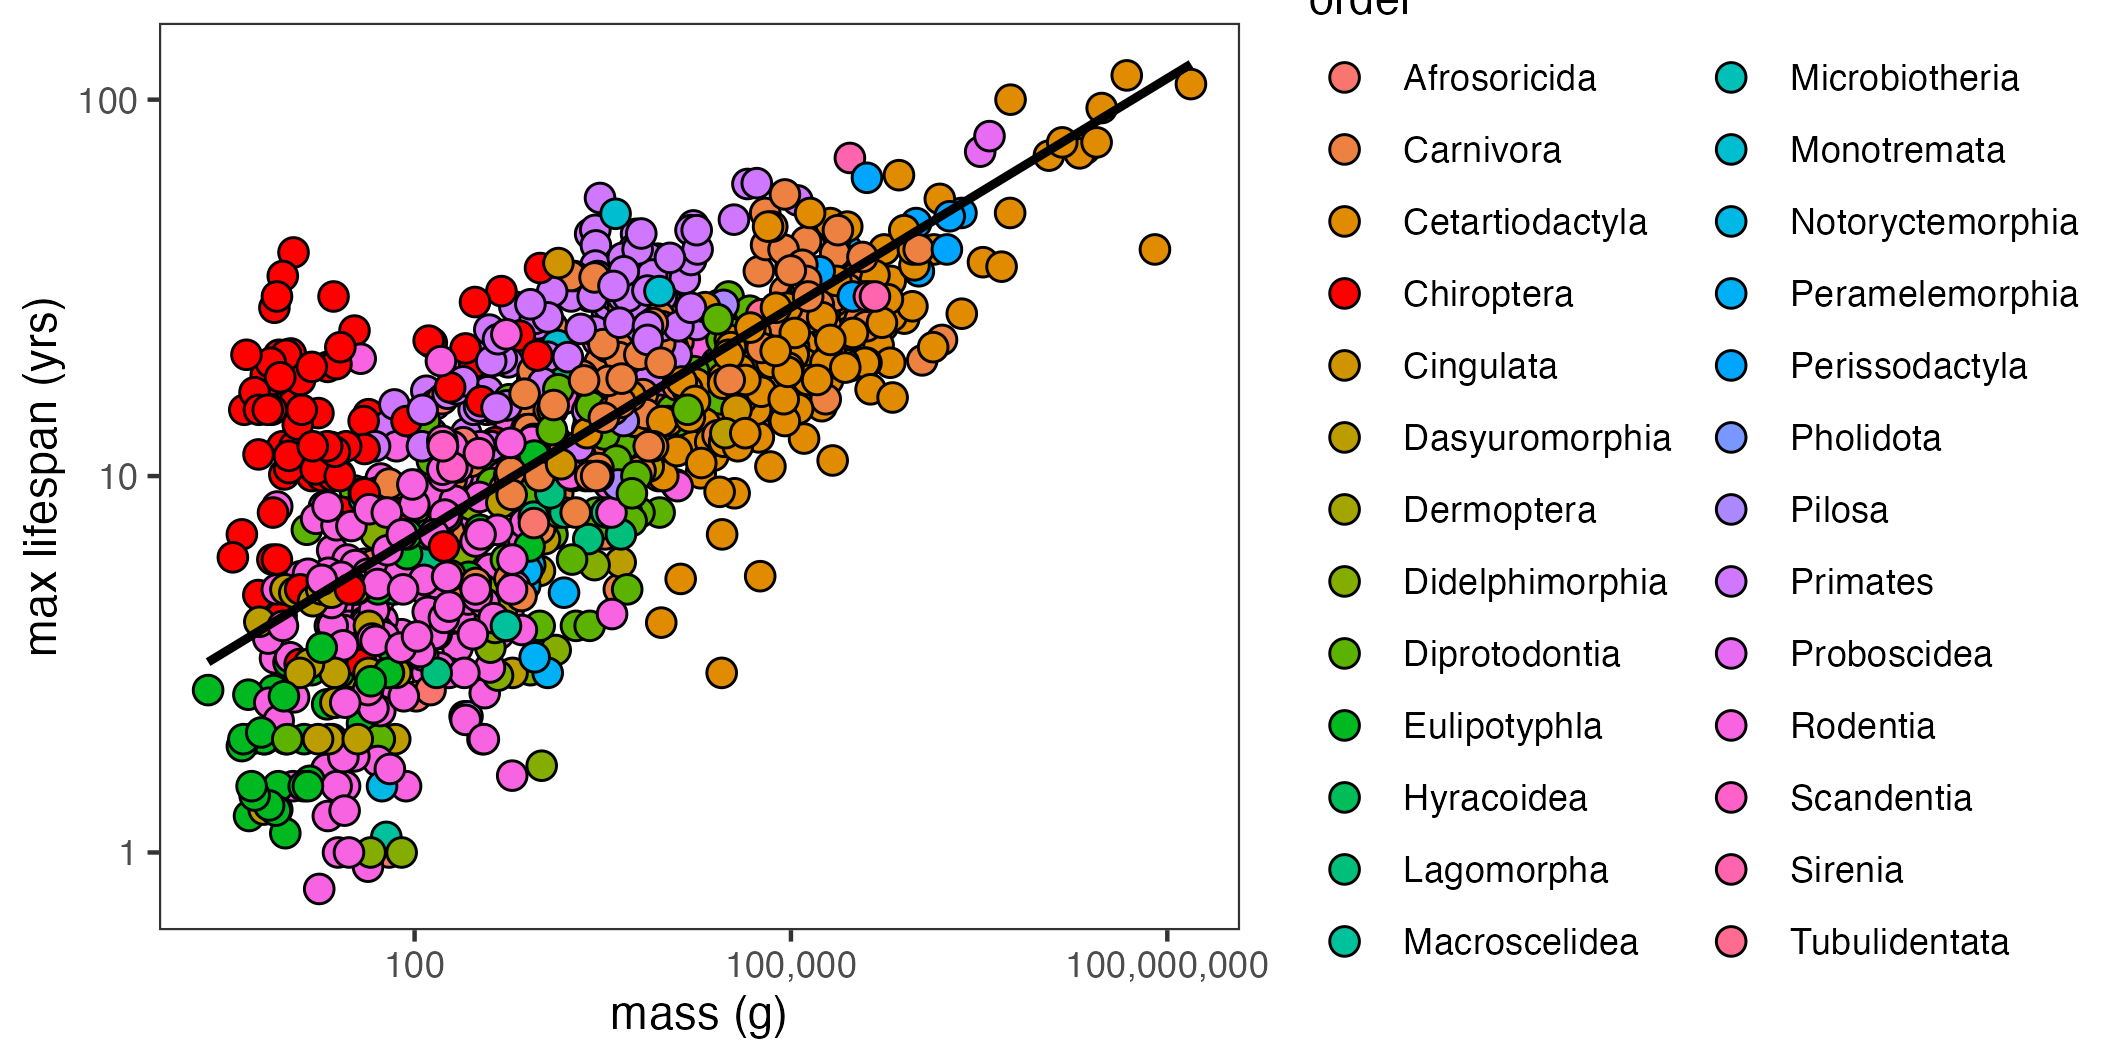 order
100
10
1
max lifespan (yrs)
100
100,000
100,000,000
mass (g)
Afrosoricida
Carnivora
Cetartiodactyla
Chiroptera
Cingulata
Dasyuromorphia
Dermoptera
Didelphimorphia
Diprotodontia
Eulipotyphla
Hyracoidea
Lagomorpha
Macroscelidea
Microbiotheria
Monotremata
Notoryctemorphia
Peramelemorphia
Perissodactyla
Pholidota
Pilosa
Primates
Proboscidea
Rodentia
Scandentia
Sirenia
Tubulidentata